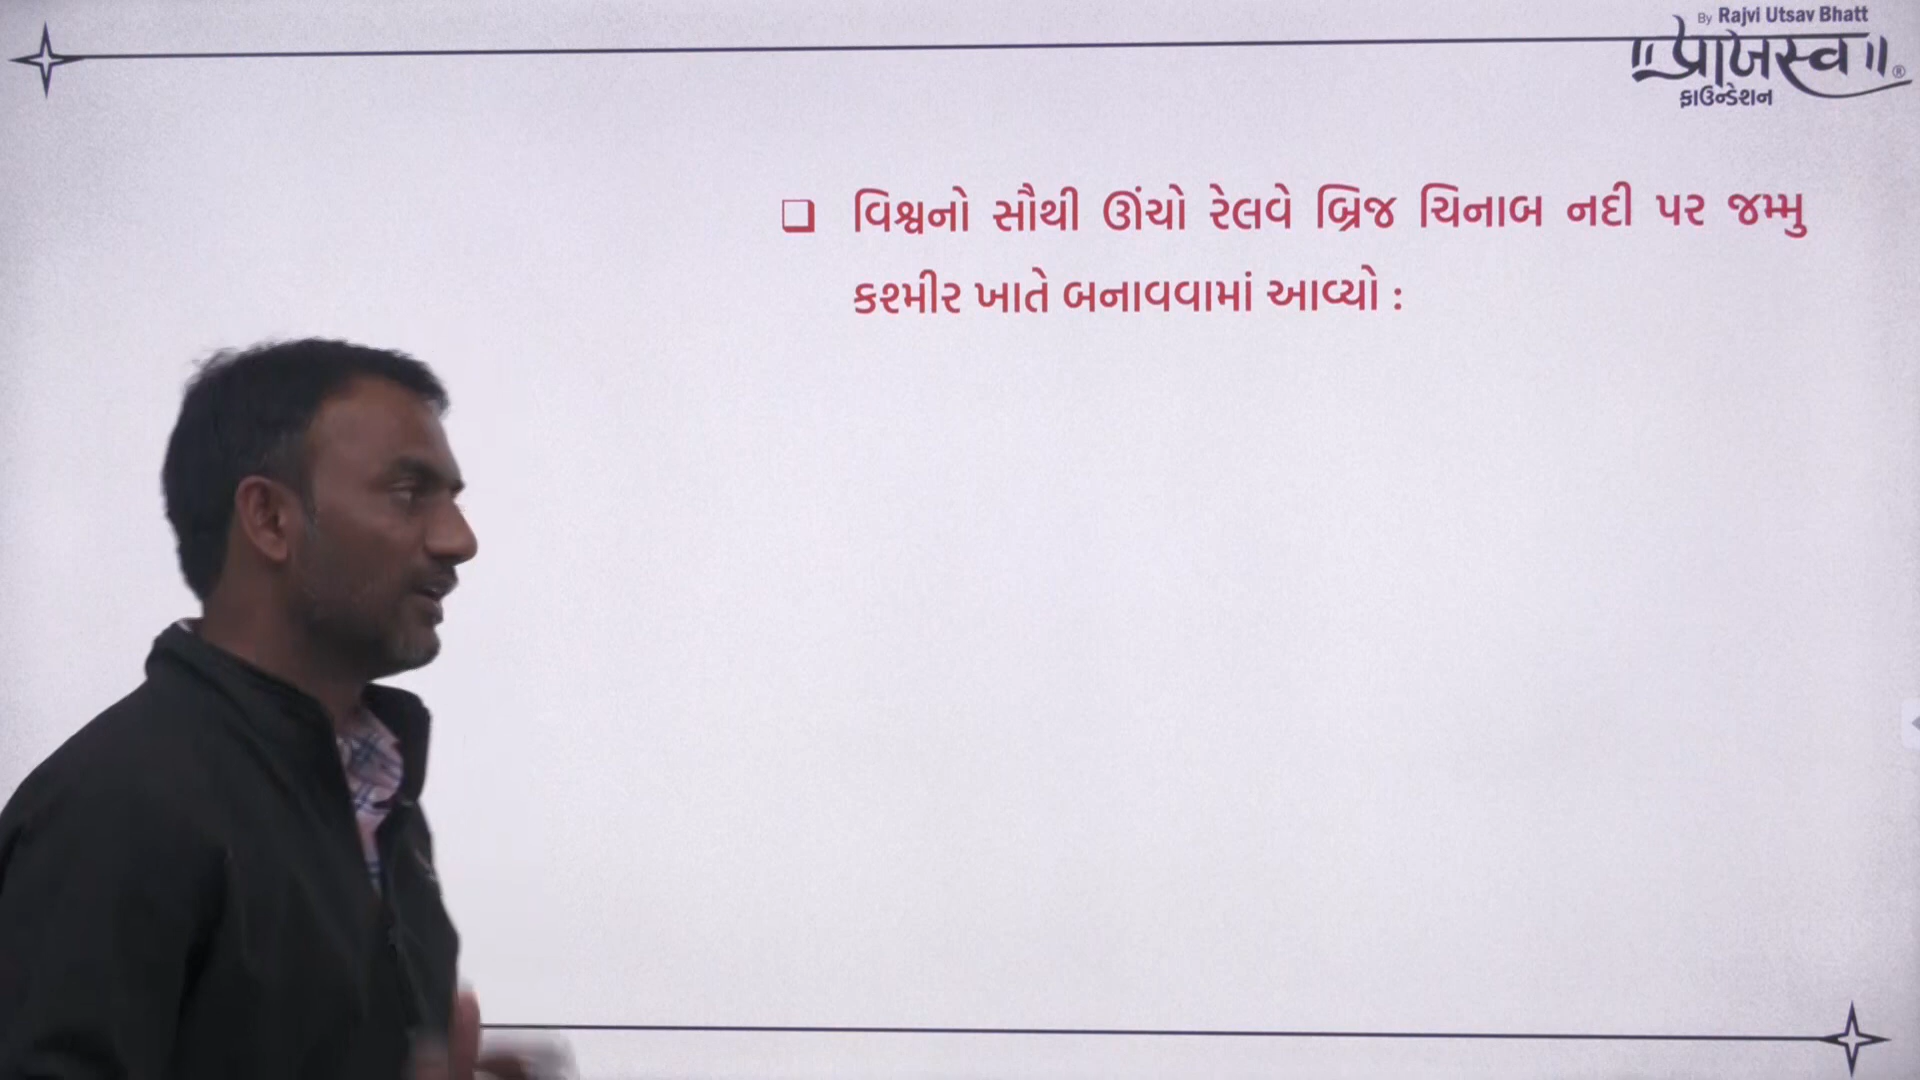 By Rajvi Utsav Bhatt
॥प्राजस्व॥®
ફાઉન્ડેશન
❑ વિશ્વનો સૌથી ઊંચો રેલવે બ્રિજ ચિનાબ નદી પર જમ્મુ
કશ્મીર ખાતે બનાવવામાં આવ્યો :